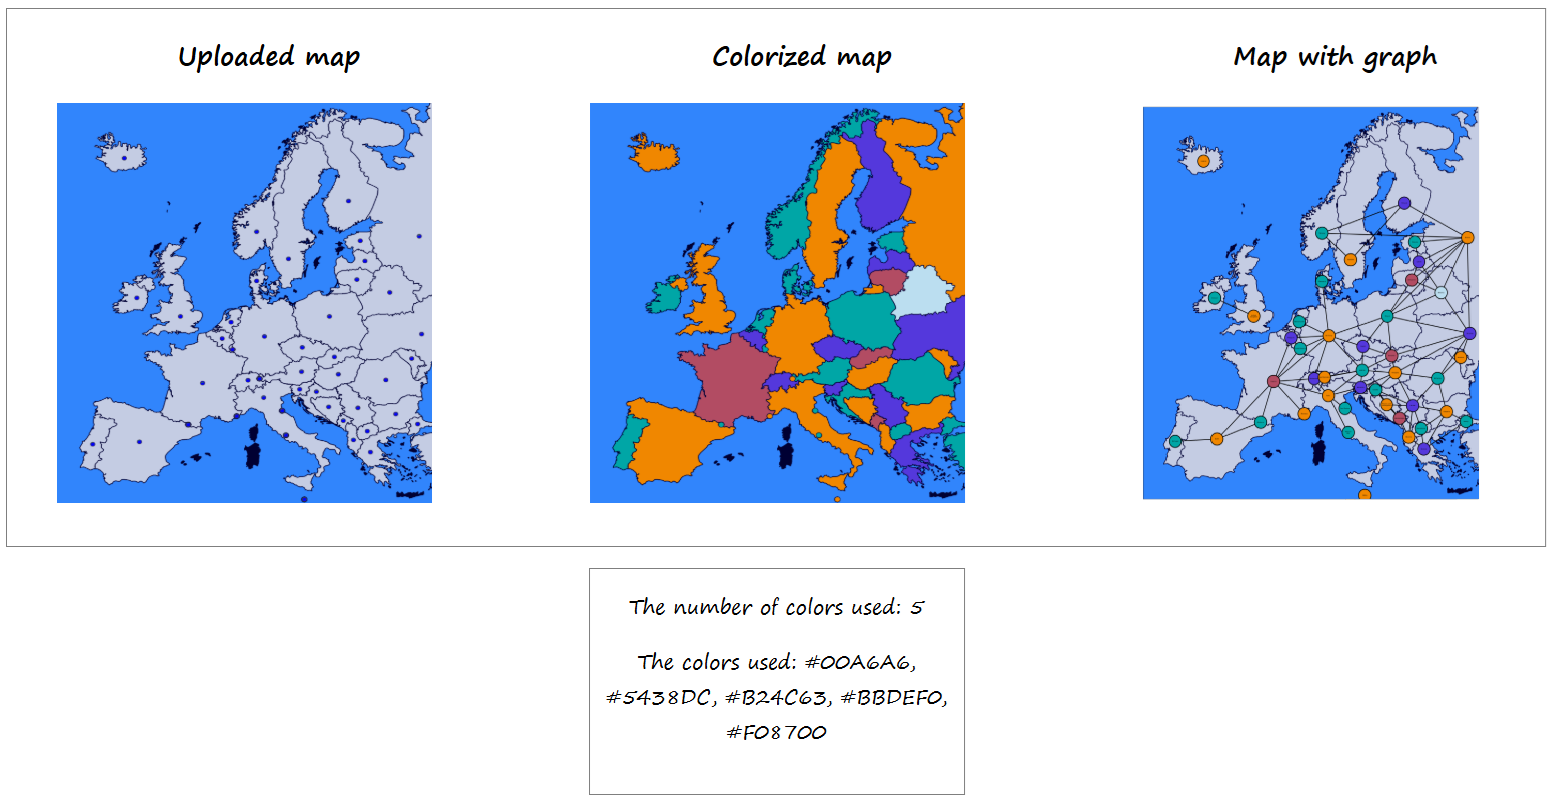 Uploaded map
Colorized map
Map with graph
The number of colors used: 5
The colors used: #00A6A6,
#5438DC, #B24C63, #BBDEF0,
#F08700